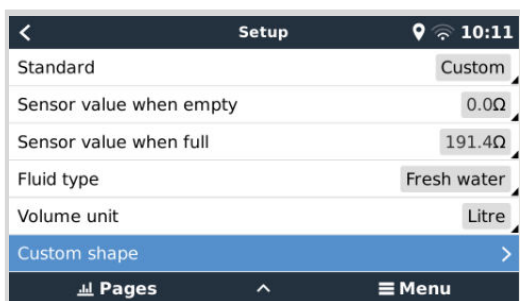 Setup 10:11
Standard Custom
Sensor value when empty 0.0Ω
Sensor value when full 191.4Ω
Fluid type Fresh water
Volume unit Litre
Custom shape
Pages Menu